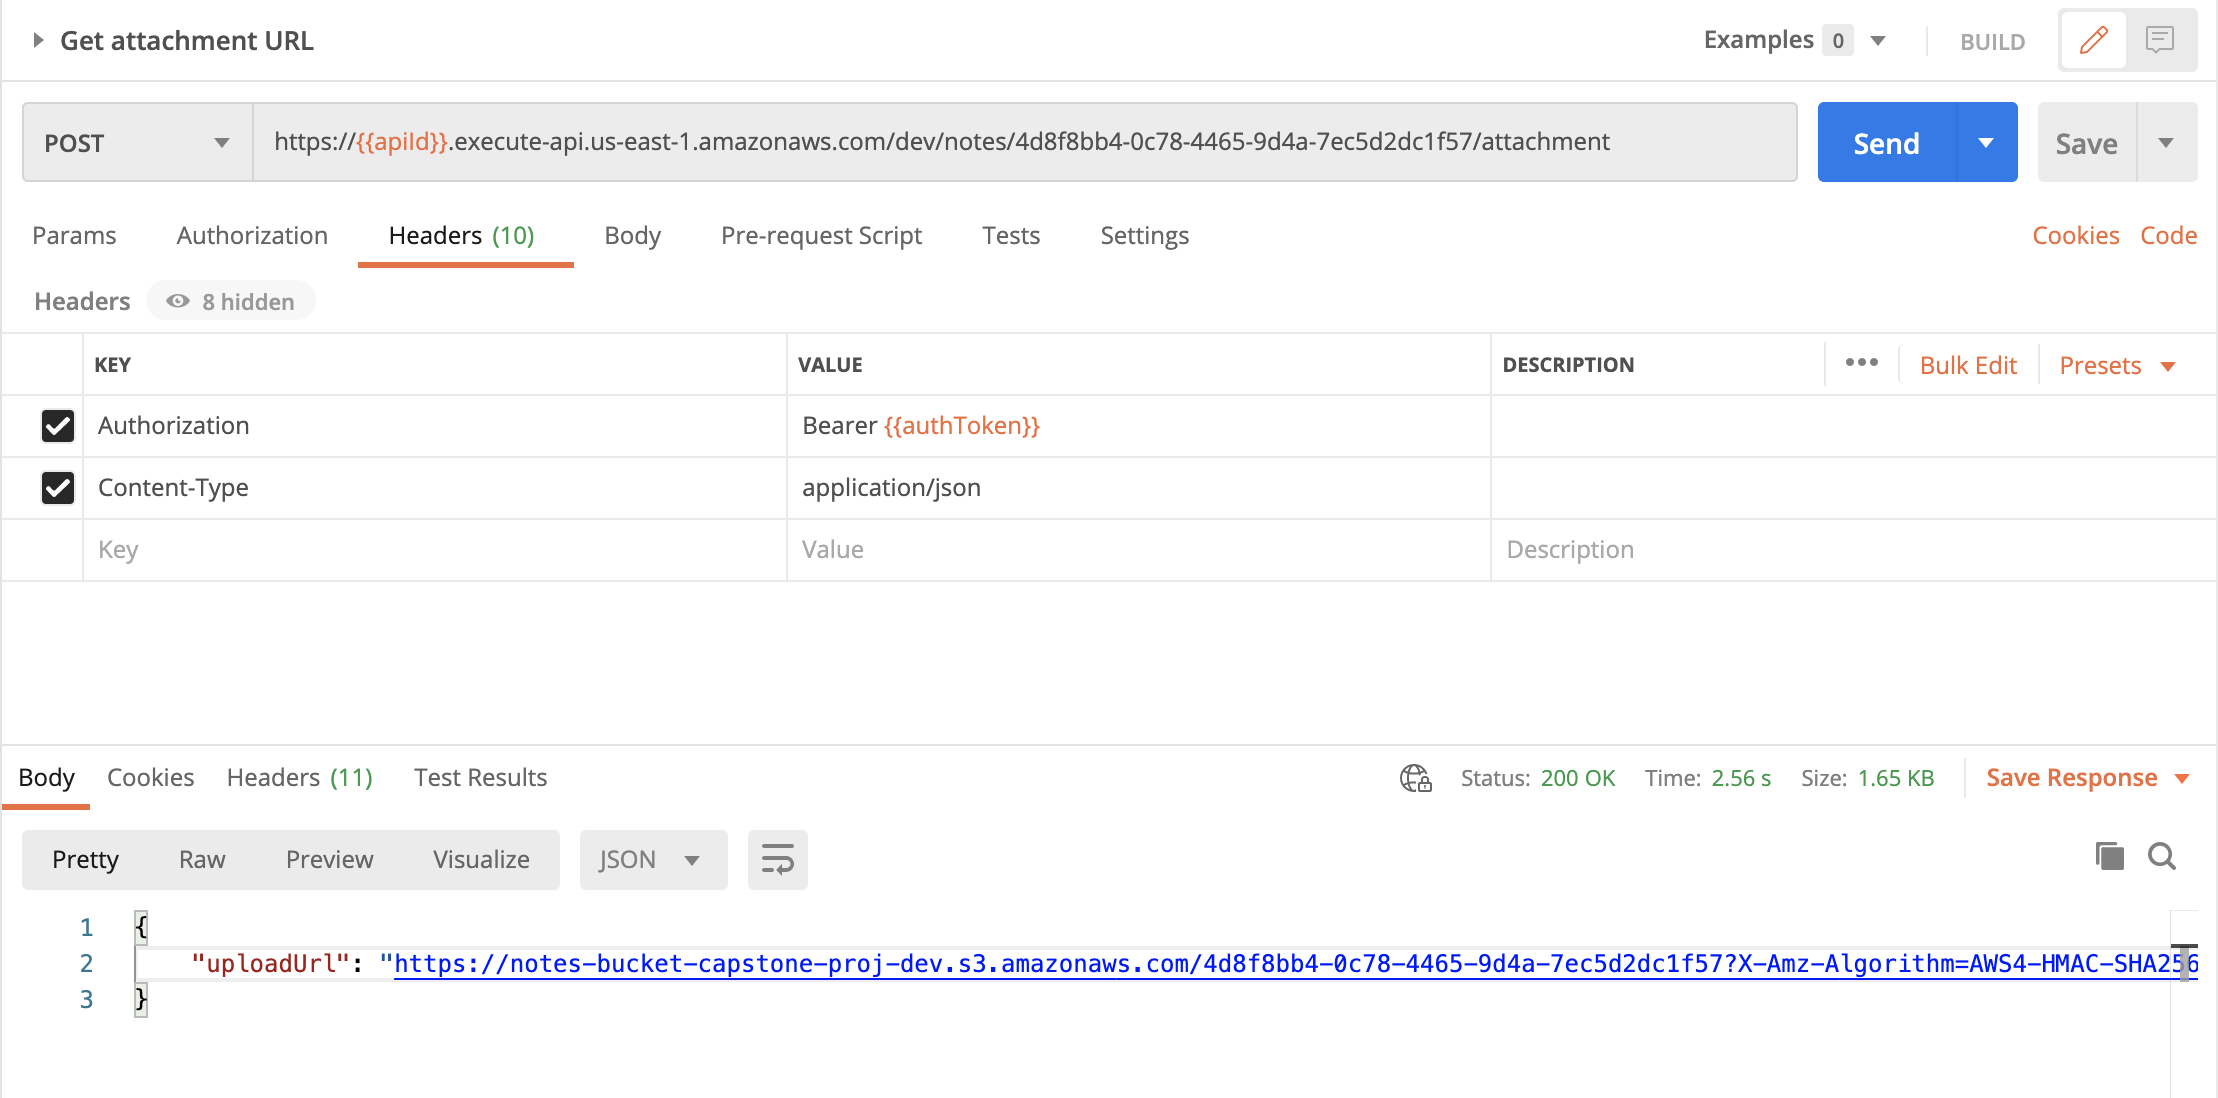 Get attachment URL Examples 0 BUILD
POST https://{{apiId}}.execute-api.us-east-1.amazonaws.com/dev/notes/4d8f8bb4-0c78-4465-9d4a-7ec5d2dc1f57/attachment Send Save
Params Authorization Headers (10) Body Pre-request Script Tests Settings Cookies Code
Headers 8 hidden
KEY VALUE DESCRIPTION ••• Bulk Edit Presets
Authorization Bearer {{authToken}}
Content-Type application/json
Key Value Description
Body Cookies Headers (11) Test Results Status: 200 OK Time: 2.56 s Size: 1.65 KB Save Response
Pretty Raw Preview Visualize JSON
1 {
2 "uploadUrl": "https://notes-bucket-capstone-proj-dev.s3.amazonaws.com/4d8f8bb4-0c78-4465-9d4a-7ec5d2dc1f57?X-Amz-Algorithm=AWS4-HMAC-SHA256
3 }